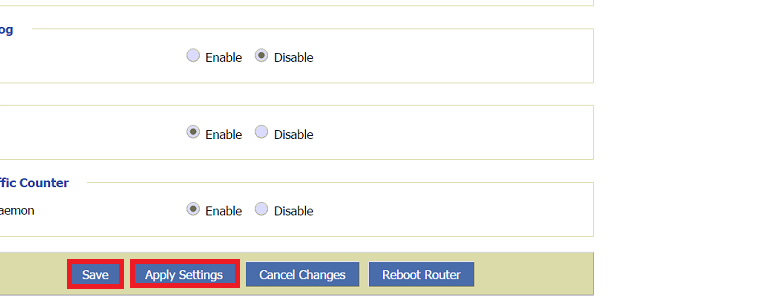 og
Enable Disable
Enable Disable
ffic Counter
aemon Enable Disable
Save Apply Settings Cancel Changes Reboot Router